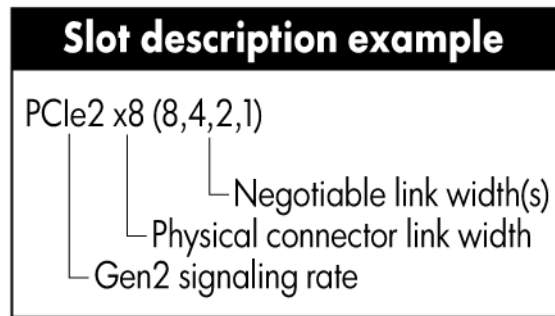 Slot description example
PCIe2 x8 (8,4,2,1)
Negotiable link width(s)
Physical connector link width
Gen2 signaling rate